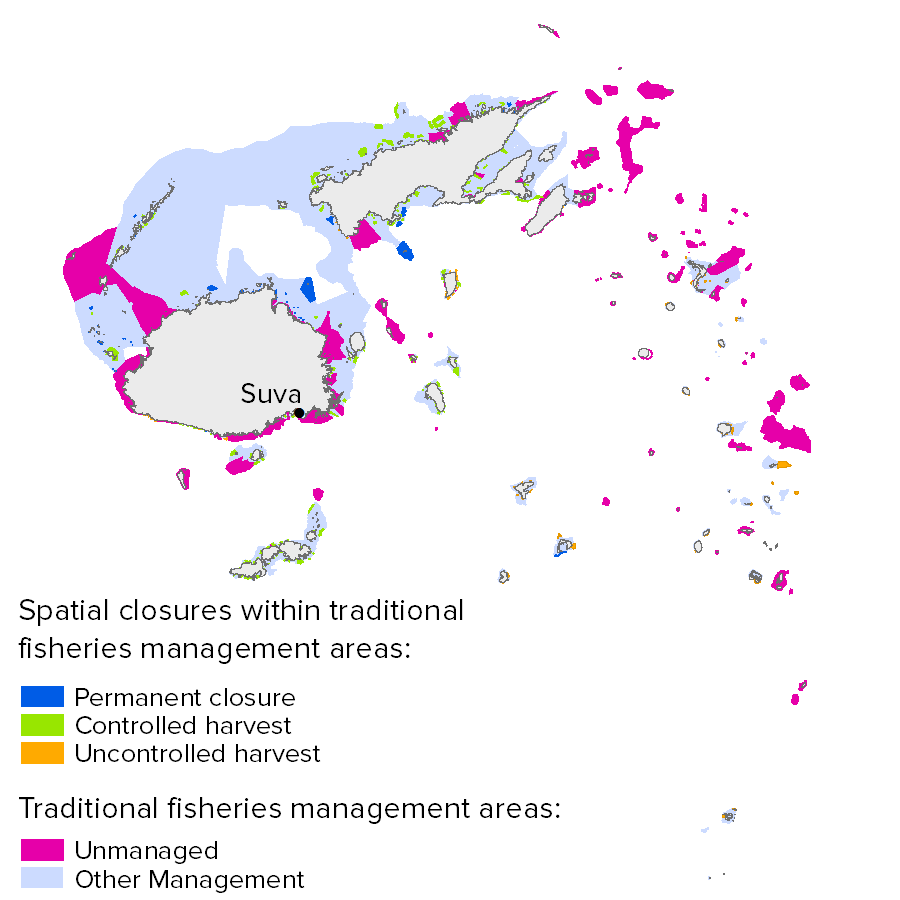 Suva
Spatial closures within traditional
fisheries management areas:
Permanent closure
Controlled harvest
Uncontrolled harvest
Traditional fisheries management areas:
Unmanaged
Other Management